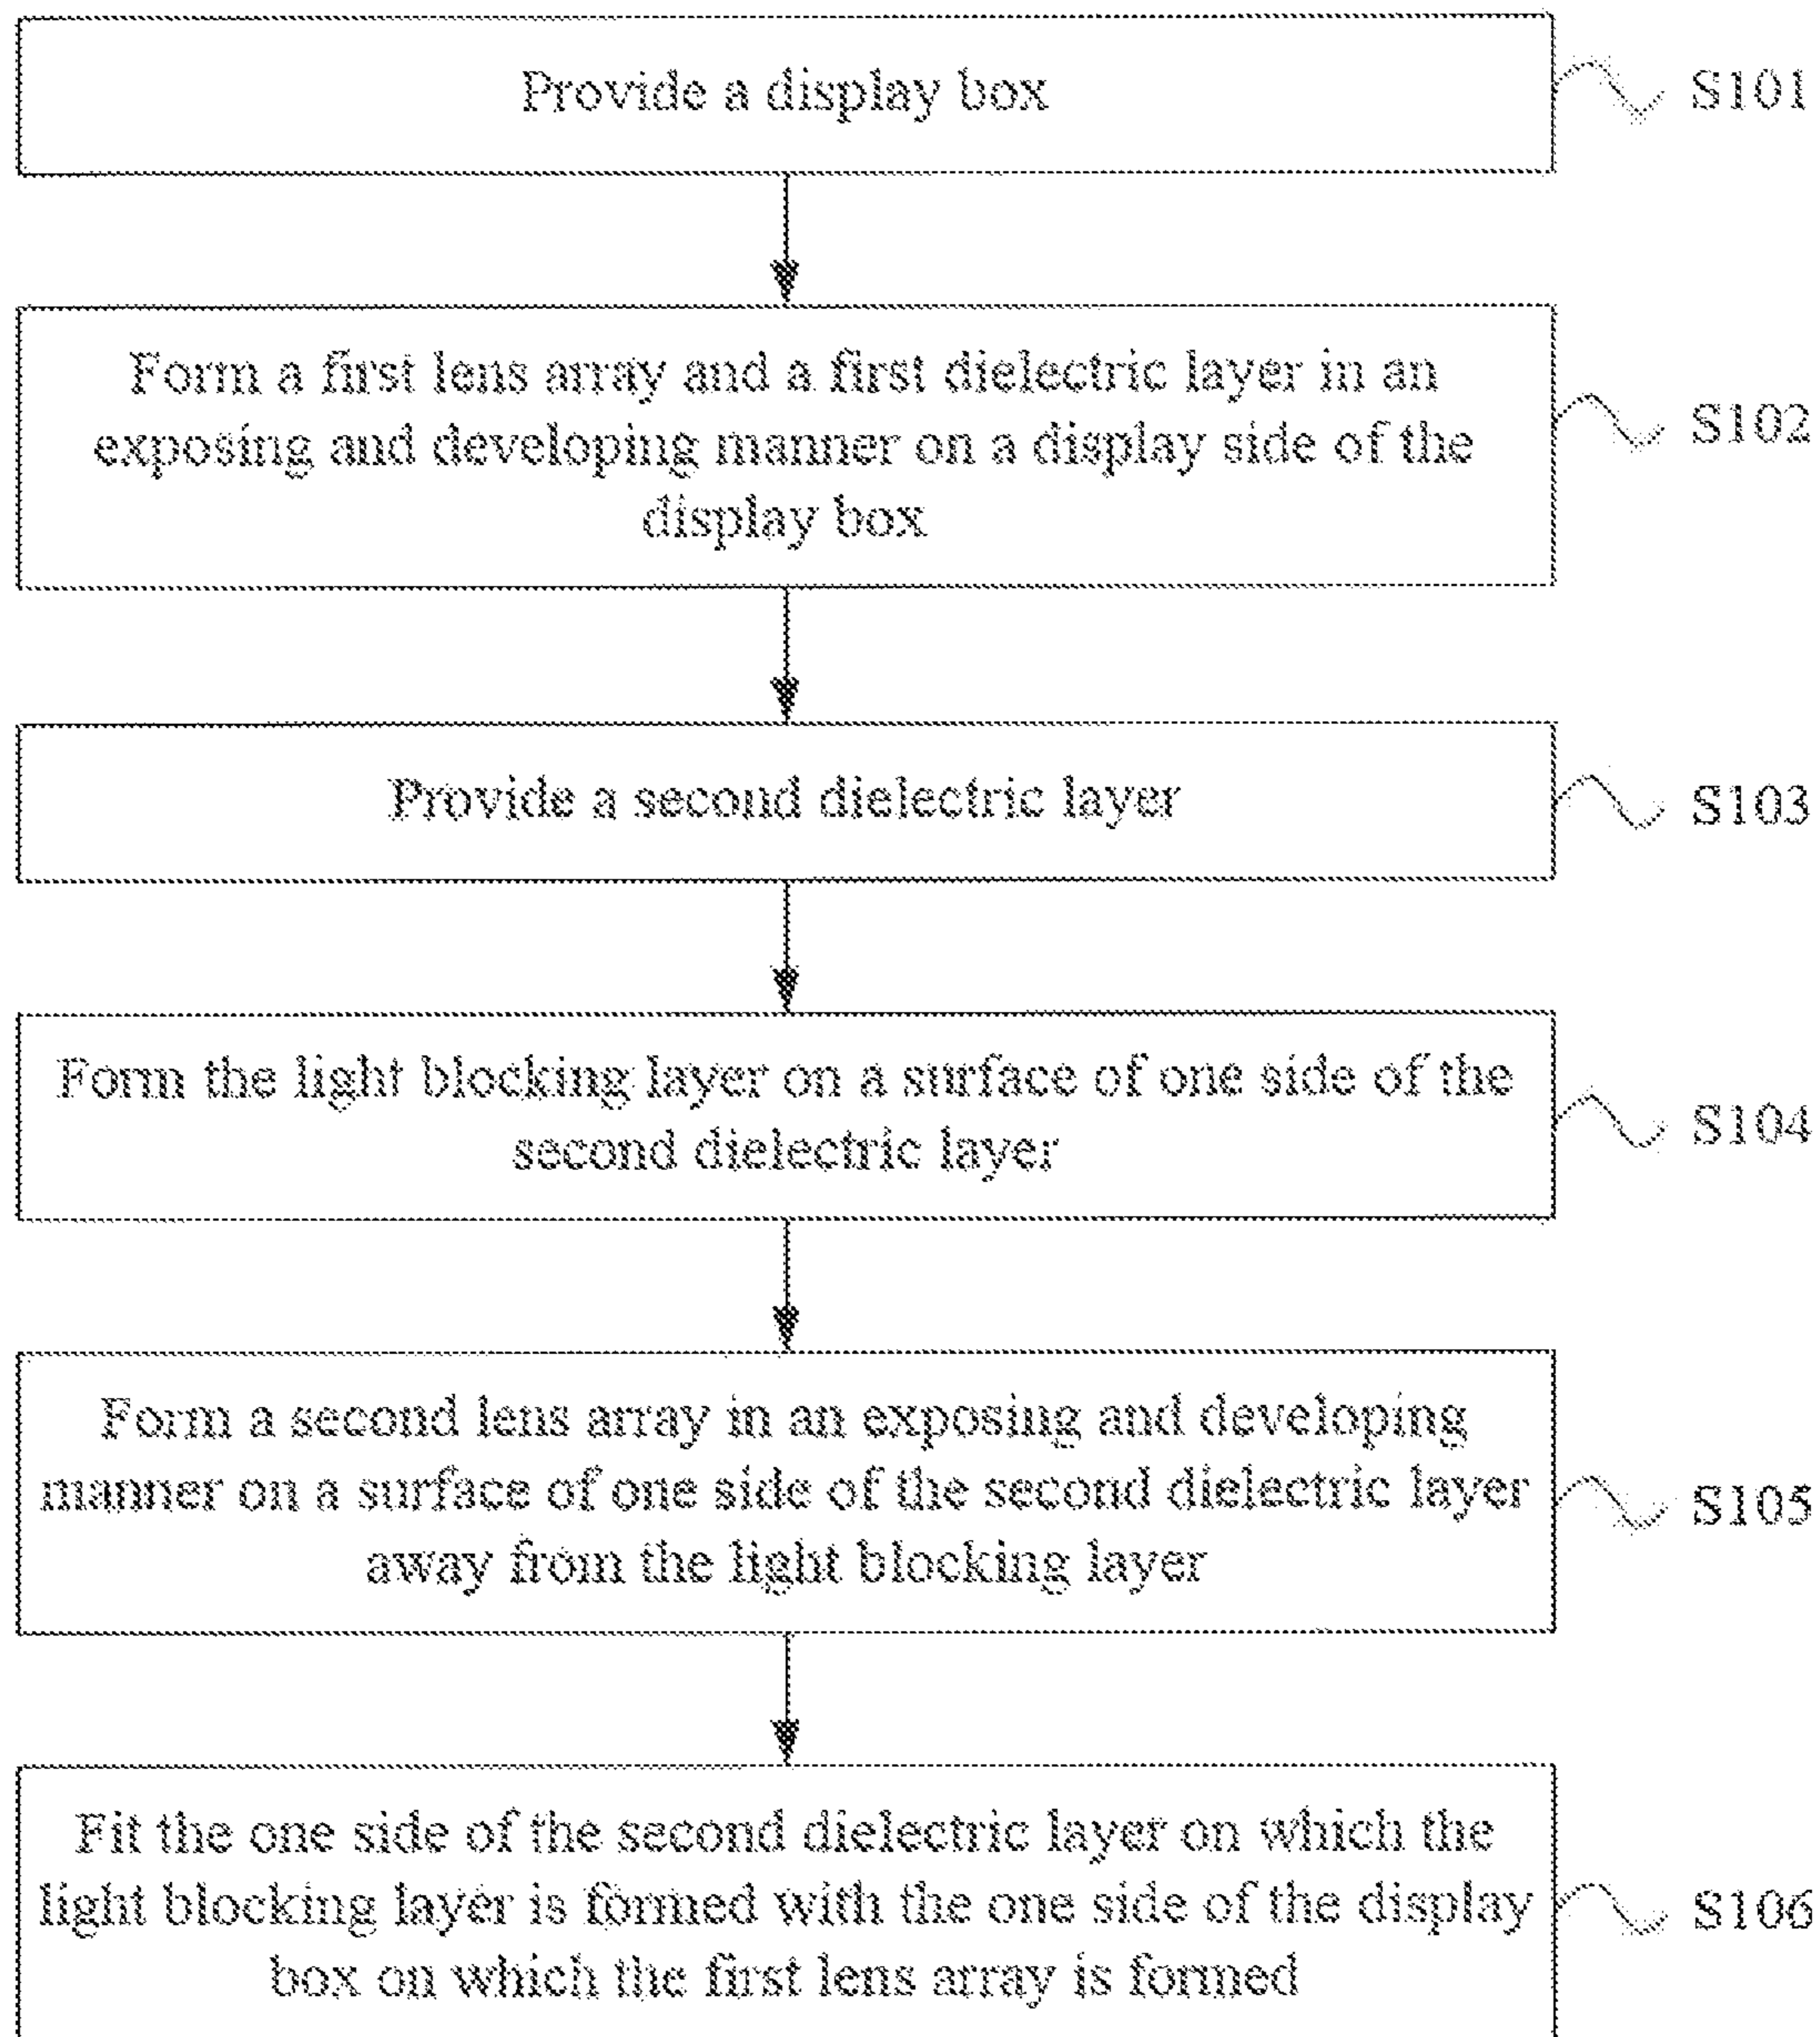 Provide a display box
S101
Form a first lens array and a first dielectric layer in an
exposing and developing manner on a display side of the
display box
S102
Provide a second dielectric layer
S103
Form the light blocking layer on a surface of one side of the
second dielectric layer
S104
Form a second lens array in an exposing and developing
manner on a surface of one side of the second dielectric layer
away from the light blocking layer
S105
Fit the one side of the second dielectric layer on which the
light blocking layer is formed with the one side of the display
box on which the first lens array is formed
S106